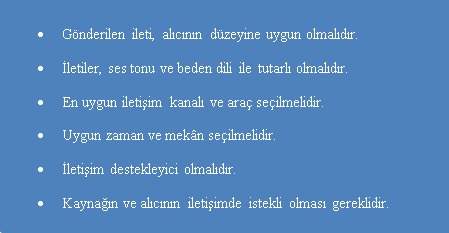 • Gönderilen ileti, alıcının düzeyine uygun olmalıdır.
• İletiler, ses tonu ve beden dili ile tutarlı olmalıdır.
• En uygun iletişim kanalı ve araç seçilmelidir.
• Uygun zaman ve mekân seçilmelidir.
• İletişim destekleyici olmalıdır.
• Kaynağın ve alıcının iletişimde istekli olması gereklidir.